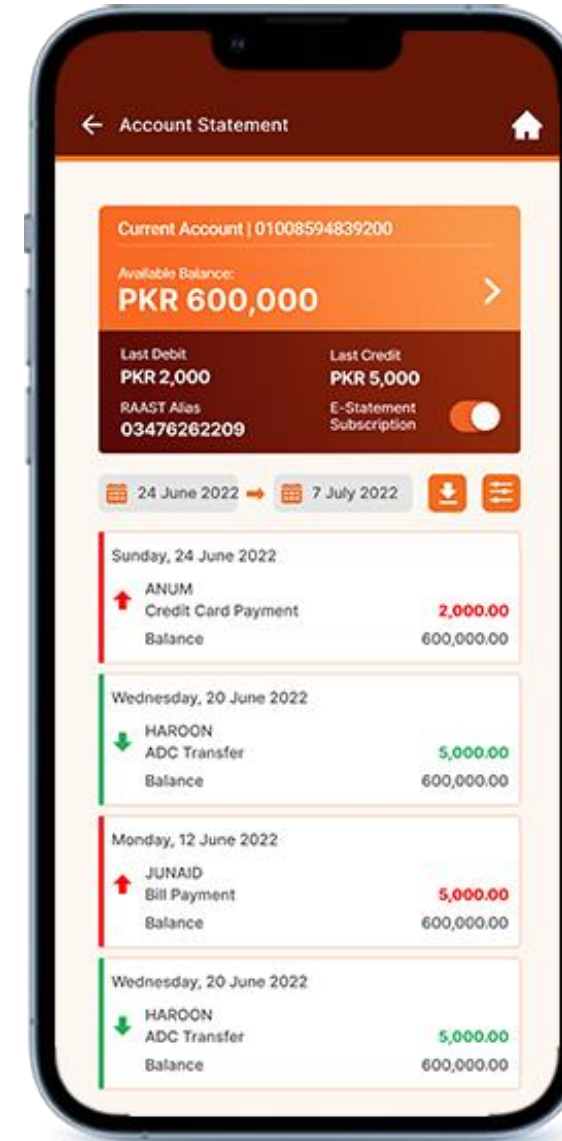 Account Statement
Current Account | 01008594839200
Available Balance:
PKR 600,000
Last Debit
PKR 2,000
Last Credit
PKR 5,000
RAAST Alias
03476262209
E-Statement
Subscription
24 June 2022
7 July 2022
Sunday, 24 June 2022
ANUM
Credit Card Payment 2,000.00
Balance 600,000.00
Wednesday, 20 June 2022
HAROON
ADC Transfer 5,000.00
Balance 600,000.00
Monday, 12 June 2022
JUNAID
Bill Payment 5,000.00
Balance 600,000.00
Wednesday, 20 June 2022
HAROON
ADC Transfer 5,000.00
Balance 600,000.00